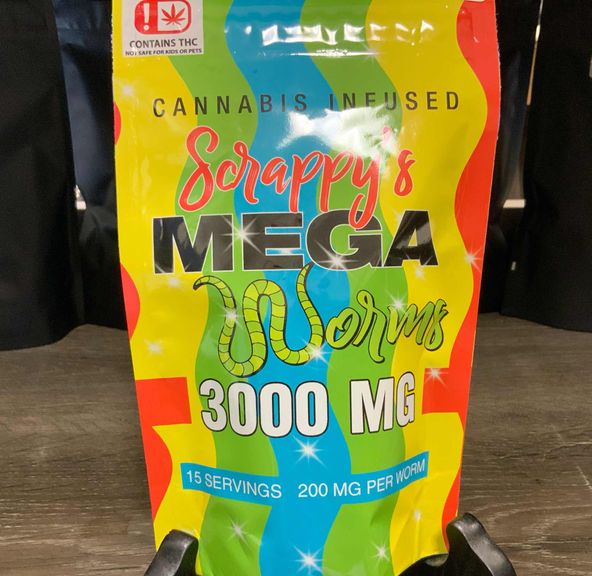 CONTAINS THC
NOT SAFE FOR KIDS OR PETS
CANNABIS INFUSED
Scrappy's
MEGA
Worms
3000 MG
15 SERVINGS 200 MG PER WORM